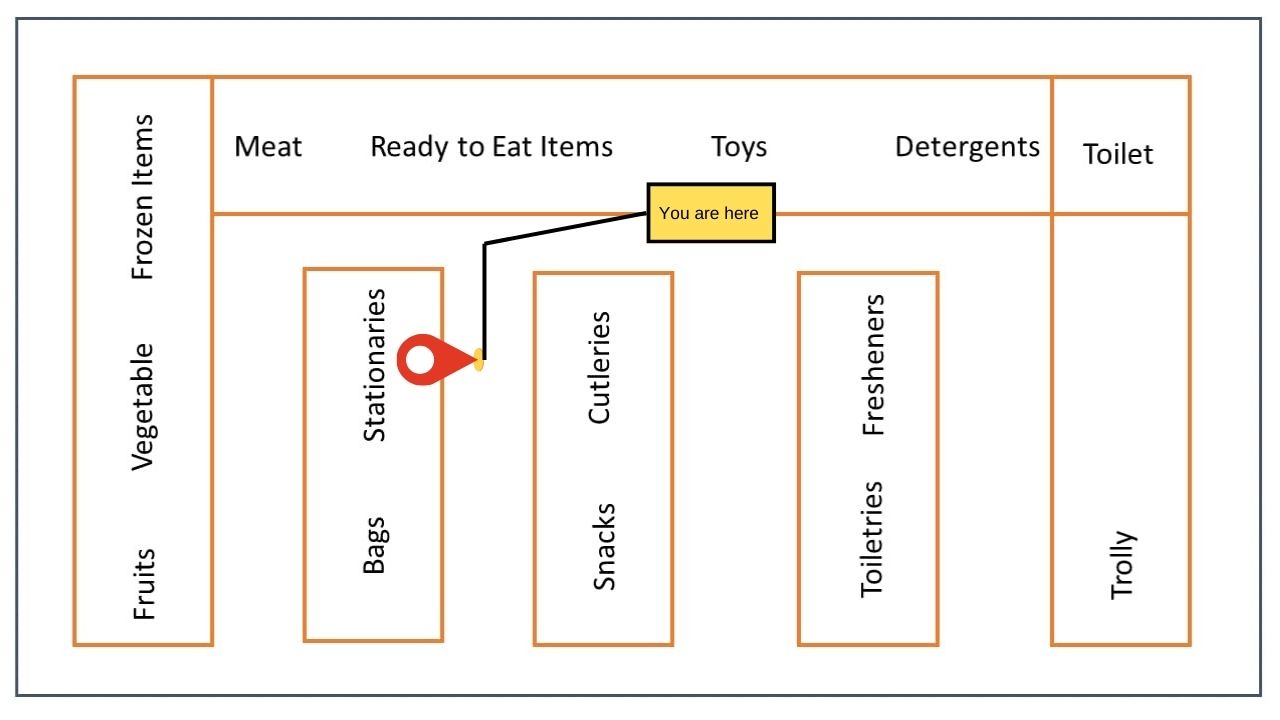 Meat
Ready to Eat Items
Toys
Detergents
Toilet
You are here
Frozen Items
Vegetable
Fruits
Stationaries
Bags
Cutleries
Snacks
Fresheners
Toiletries
Trolly